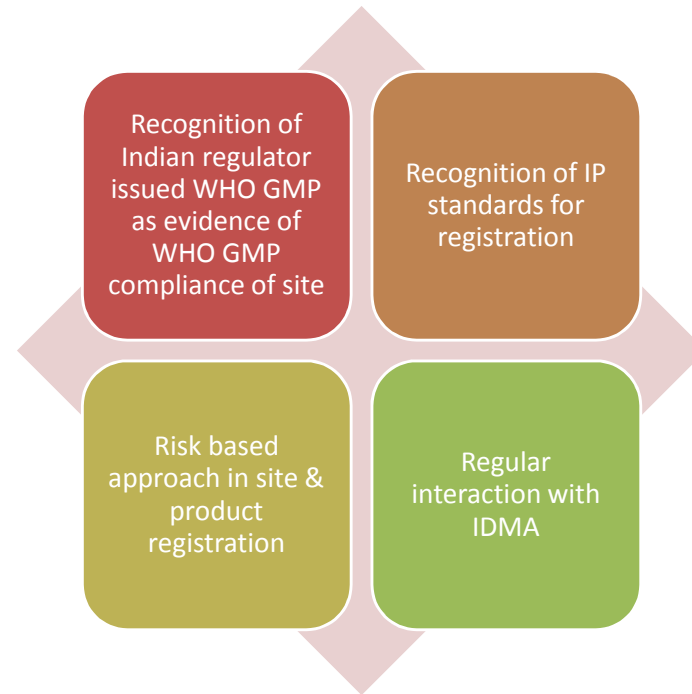 Recognition of
Indian regulator
issued WHO GMP
as evidence of
WHO GMP
compliance of site
Recognition of IP
standards for
registration
Risk based
approach in site &
product
registration
Regular
interaction with
IDMA